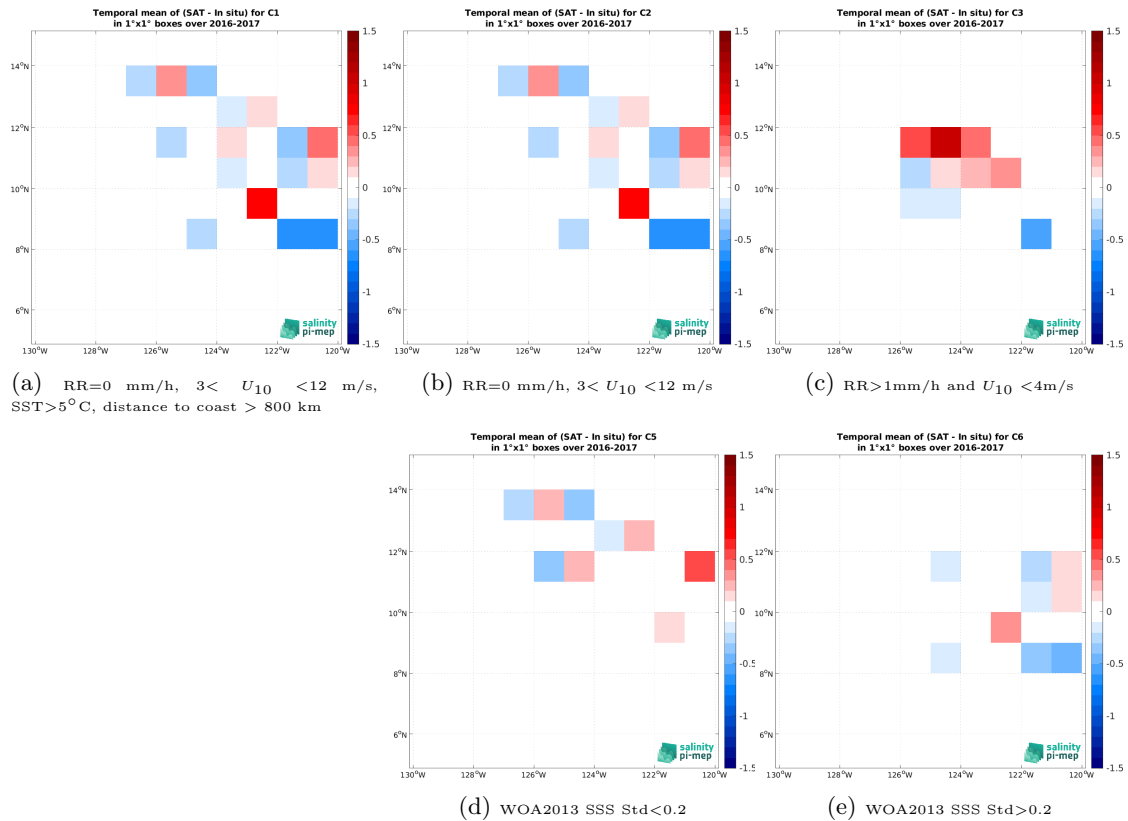 Temporal mean of (SAT - In situ) for C1
in 1°x1° boxes over 2016-2017
14°N
12°N
10°N
8°N
6°N
130°W 128°W 126°W 124°W 122°W 120°W
1.5
1
0.5
0
-0.5
-1
-1.5
salinity
pi-mep
(a) RR=0 mm/h, 3< U10 <12 m/s,
SST>5°C, distance to coast > 800 km
Temporal mean of (SAT - In situ) for C2
in 1°x1° boxes over 2016-2017
14°N
12°N
10°N
8°N
6°N
130°W 128°W 126°W 124°W 122°W 120°W
1.5
1
0.5
0
-0.5
-1
-1.5
salinity
pi-mep
(b) RR=0 mm/h, 3< U10 <12 m/s
Temporal mean of (SAT - In situ) for C3
in 1°x1° boxes over 2016-2017
14°N
12°N
10°N
8°N
6°N
130°W 128°W 126°W 124°W 122°W 120°W
1.5
1
0.5
0
-0.5
-1
-1.5
salinity
pi-mep
(c) RR>1mm/h and U10 <4m/s
Temporal mean of (SAT - In situ) for C5
in 1°x1° boxes over 2016-2017
14°N
12°N
10°N
8°N
6°N
130°W 128°W 126°W 124°W 122°W 120°W
1.5
1
0.5
0
-0.5
-1
-1.5
salinity
pi-mep
(d) WOA2013 SSS Std<0.2
Temporal mean of (SAT - In situ) for C6
in 1°x1° boxes over 2016-2017
14°N
12°N
10°N
8°N
6°N
130°W 128°W 126°W 124°W 122°W 120°W
1.5
1
0.5
0
-0.5
-1
-1.5
salinity
pi-mep
(e) WOA2013 SSS Std>0.2